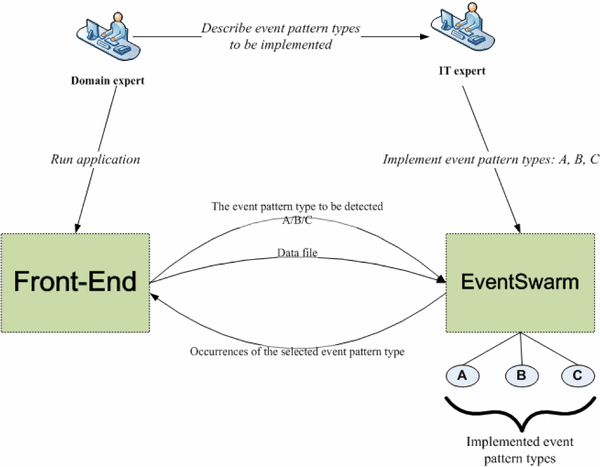 Describe event pattern types
to be implemented
Domain expert
IT expert
Run application
Implement event pattern types: A, B, C
The event pattern type to be detected
A/B/C
Front-End
Data file
EventSwarm
Occurrences of the selected event pattern type
A
B
C
Implemented event
pattern types